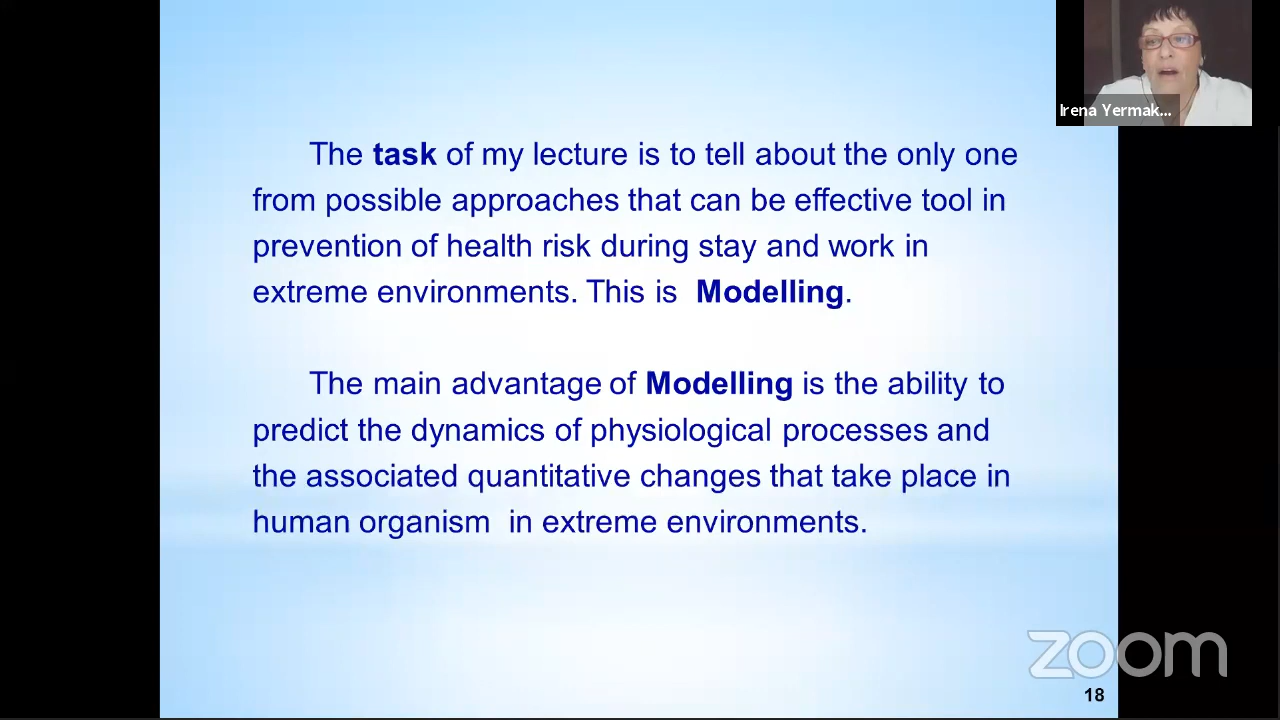 Irena Yermak...
The task of my lecture is to tell about the only one
from possible approaches that can be effective tool in
prevention of health risk during stay and work in
extreme environments. This is Modelling.
The main advantage of Modelling is the ability to
predict the dynamics of physiological processes and
the associated quantitative changes that take place in
human organism in extreme environments.
zoom
18